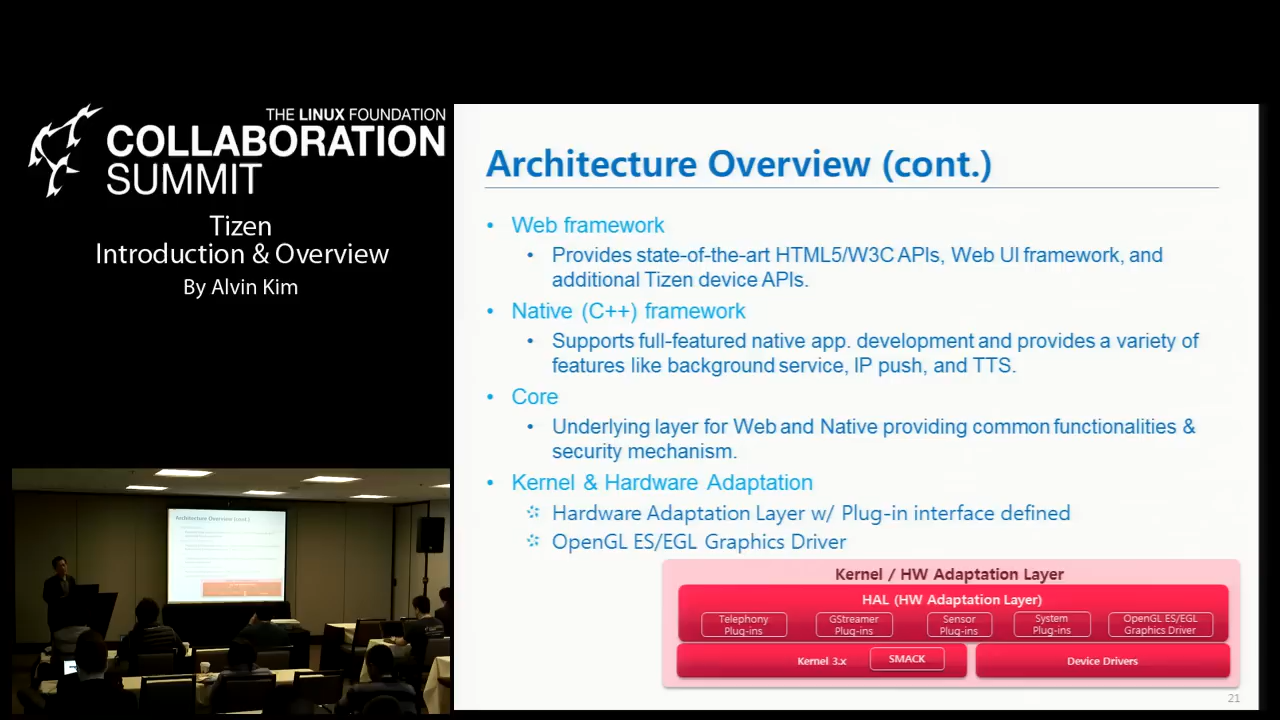 THE LINUX FOUNDATION
COLLABORATION
SUMMIT
Tizen
Introduction & Overview
By Alvin Kim
Architecture Overview (cont.)
• Web framework
• Provides state-of-the-art HTML5/W3C APIs, Web UI framework, and
additional Tizen device APIs.
• Native (C++) framework
• Supports full-featured native app. development and provides a variety of
features like background service, IP push, and TTS.
• Core
• Underlying layer for Web and Native providing common functionalities &
security mechanism.
• Kernel & Hardware Adaptation
Hardware Adaptation Layer w/ Plug-in interface defined
OpenGL ES/EGL Graphics Driver
Kernel / HW Adaptation Layer
HAL (HW Adaptation Layer)
Telephony
Plug-ins
GStreamer
Plug-ins
Sensor
Plug-ins
System
Plug-ins
OpenGL ES/EGL
Graphics Driver
Kernel 3.x
SMACK
Device Drivers
21
Architecture Overview (cont.)